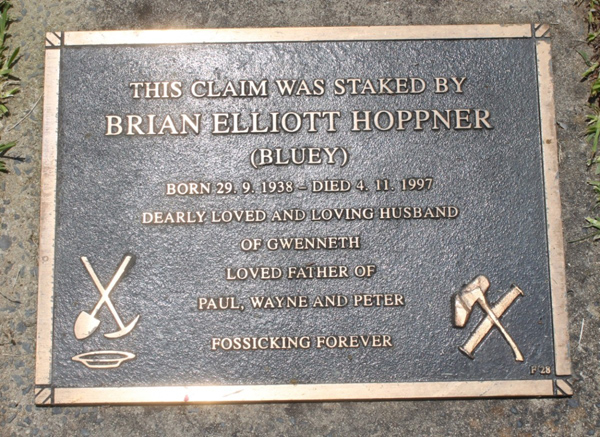 THIS CLAIM WAS STAKED BY
BRIAN ELLIOTT HOPPNER
(BLUEY)
BORN 29. 9. 1938 – DIED 4. 11. 1997
DEARLY LOVED AND LOVING HUSBAND
OF GWENNETH
LOVED FATHER OF
PAUL, WAYNE AND PETER
FOSSICKING FOREVER
F 28